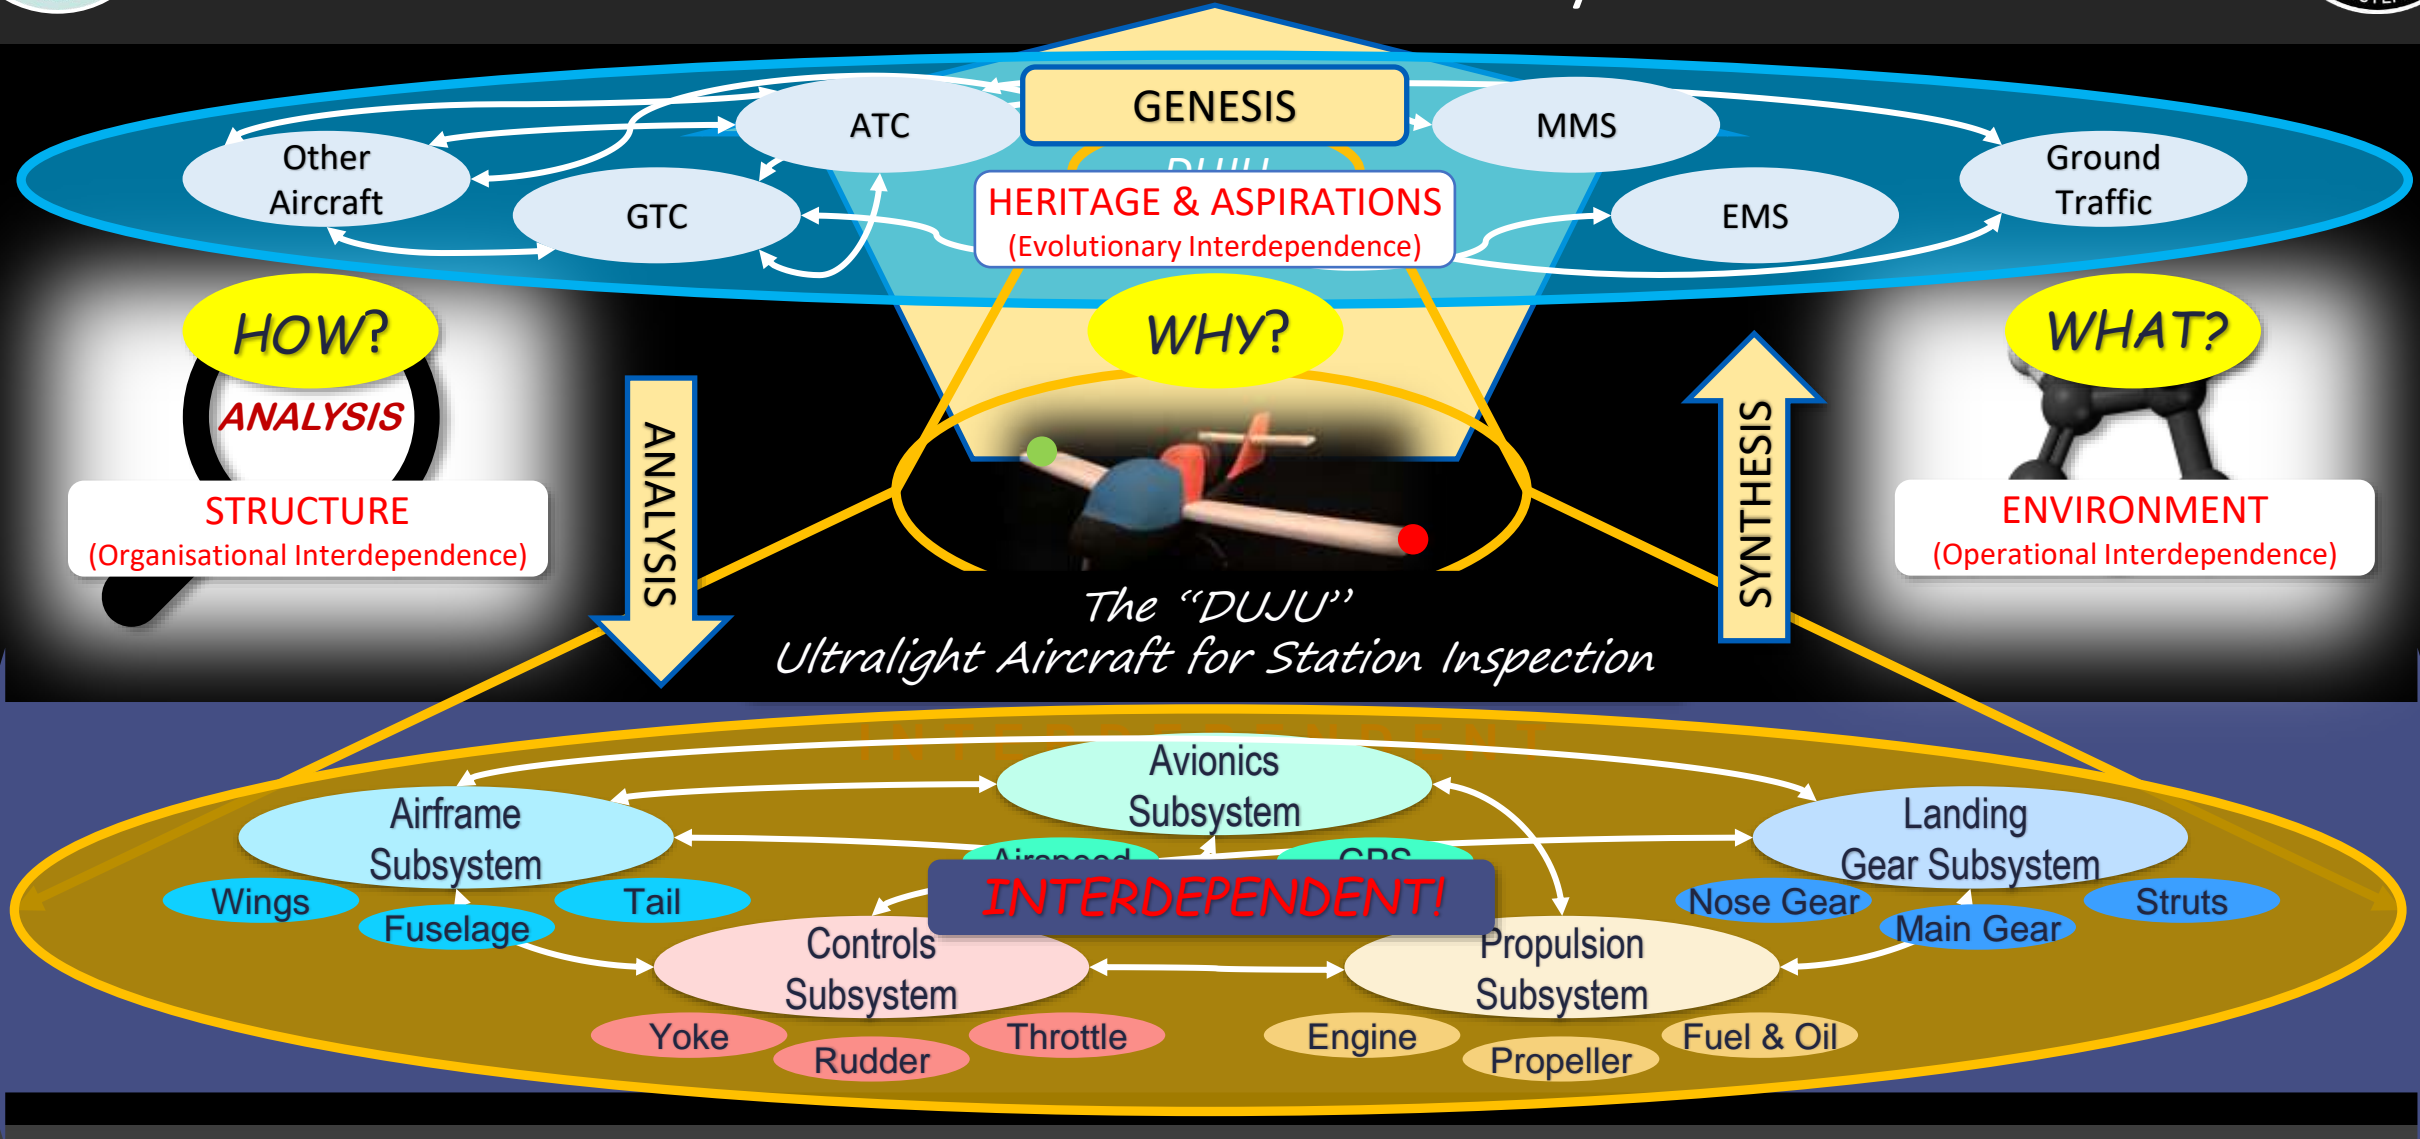 GENESIS
ATC
MMS
Other
Aircraft
GTC
HERITAGE & ASPIRATIONS
(Evolutionary Interdependence)
EMS
Ground
Traffic
HOW?
WHY?
WHAT?
ANALYSIS
ANALYSIS
SYNTHESIS
STRUCTURE
(Organisational Interdependence)
ENVIRONMENT
(Operational Interdependence)
The “DUJU”
Ultralight Aircraft for Station Inspection
Avionics
Subsystem
Airframe
Subsystem
Landing
Gear Subsystem
Airspeed
GPS
INTERDEPENDENT!
Wings
Fuselage
Tail
Nose Gear
Main Gear
Struts
Controls
Subsystem
Propulsion
Subsystem
Yoke
Rudder
Throttle
Engine
Propeller
Fuel & Oil